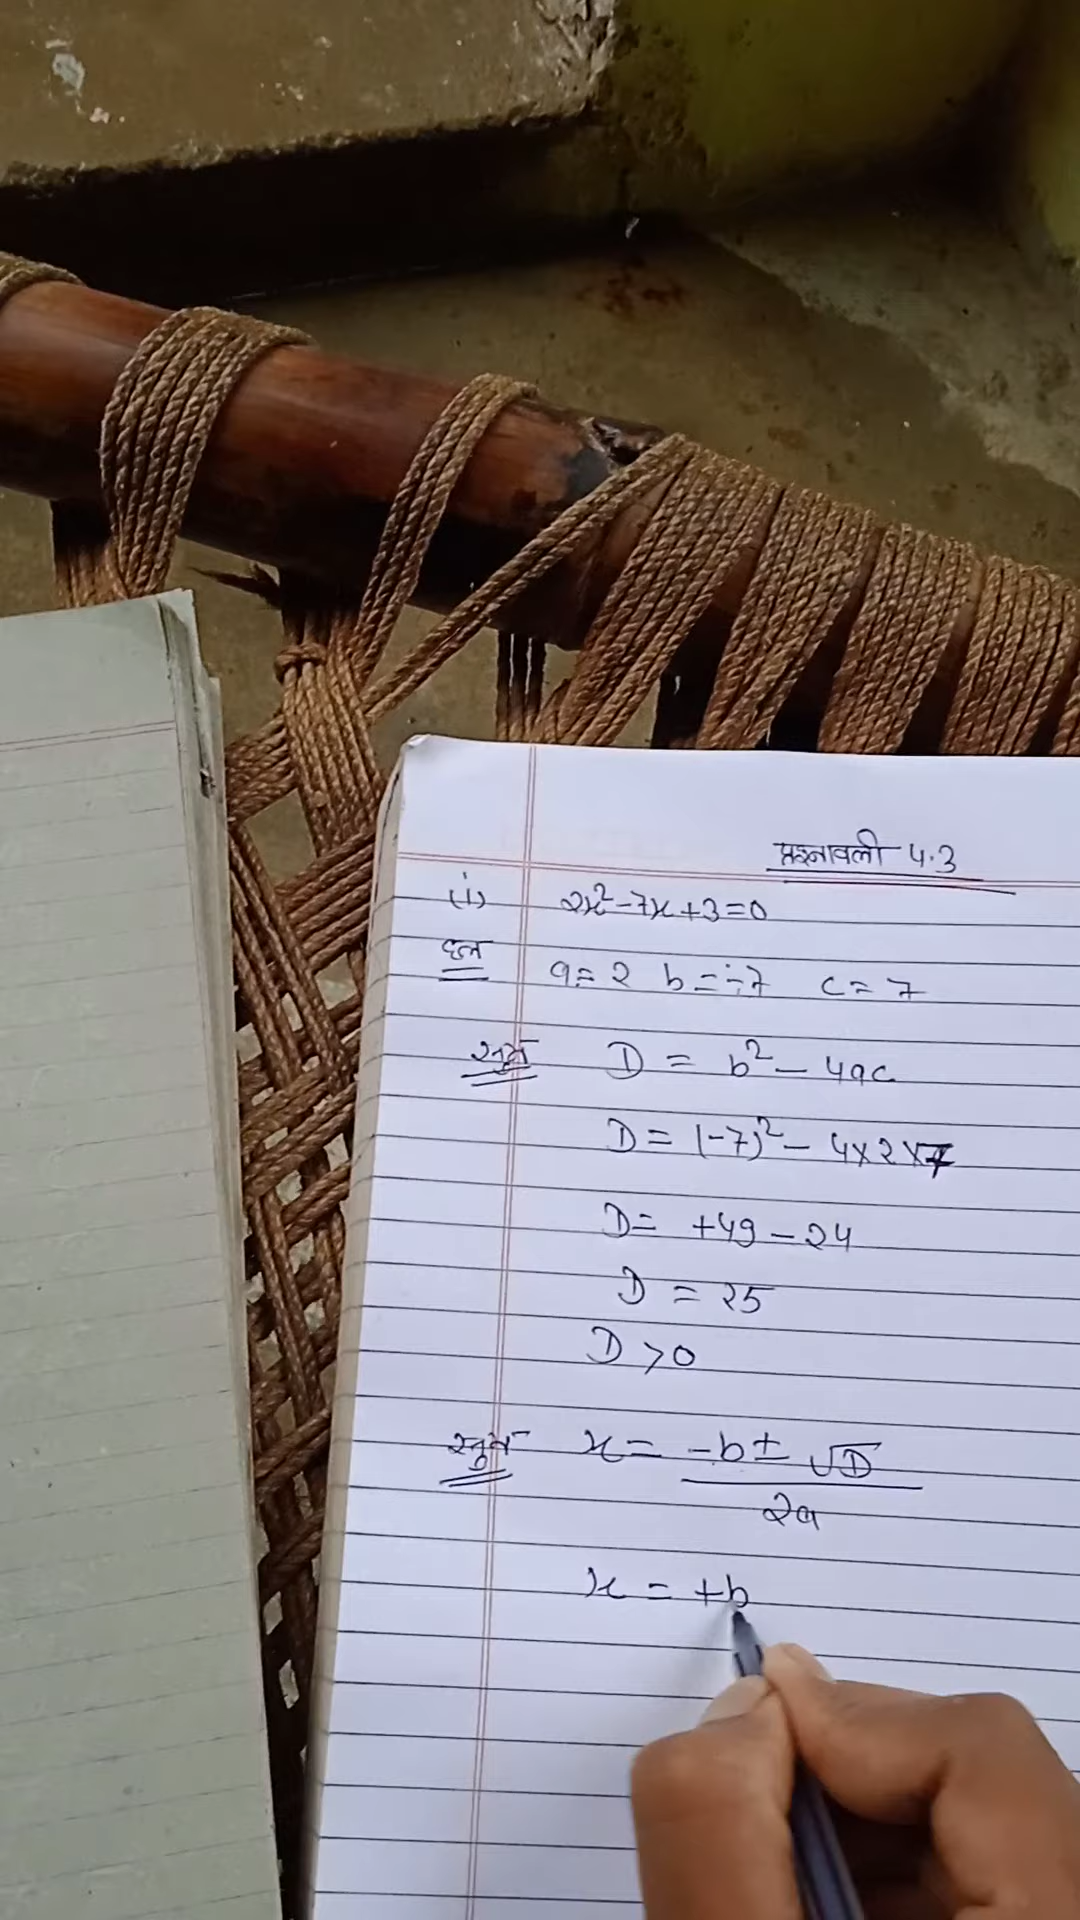 प्रश्नावली 4.3
(i) 2x²-7x+3=0
हल a=2 b=-7 c=7
सूत्र D = b² - 4ac
D = (-7)² - 4×2×7
D= +49 - 24
D = 25
D >0
सूत्र x = -b ± √D / 2a
x = +b